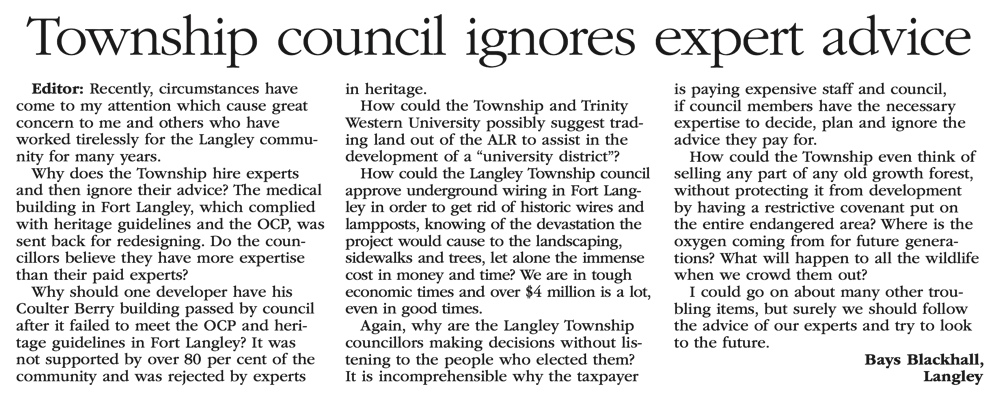 Township council ignores expert advice
Editor: Recently, circumstances have
come to my attention which cause great
concern to me and others who have
worked tirelessly for the Langley commu-
nity for many years.
Why does the Township hire experts
and then ignore their advice? The medical
building in Fort Langley, which complied
with heritage guidelines and the OCP, was
sent back for redesigning. Do the coun-
cillors believe they have more expertise
than their paid experts?
Why should one developer have his
Coulter Berry building passed by council
after it failed to meet the OCP and heri-
tage guidelines in Fort Langley? It was
not supported by over 80 per cent of the
community and was rejected by experts
in heritage.
How could the Township and Trinity
Western University possibly suggest trad-
ing land out of the ALR to assist in the
development of a “university district”?
How could the Langley Township council
approve underground wiring in Fort Lang-
ley in order to get rid of historic wires and
lampposts, knowing of the devastation the
project would cause to the landscaping,
sidewalks and trees, let alone the immense
cost in money and time? We are in tough
economic times and over $4 million is a lot,
even in good times.
Again, why are the Langley Township
councillors making decisions without lis-
tening to the people who elected them?
It is incomprehensible why the taxpayer
is paying expensive staff and council,
if council members have the necessary
expertise to decide, plan and ignore the
advice they pay for.
How could the Township even think of
selling any part of any old growth forest,
without protecting it from development
by having a restrictive covenant put on
the entire endangered area? Where is the
oxygen coming from for future genera-
tions? What will happen to all the wildlife
when we crowd them out?
I could go on about many other trou-
bling items, but surely we should follow
the advice of our experts and try to look
to the future.
Bays Blackhall,
Langley